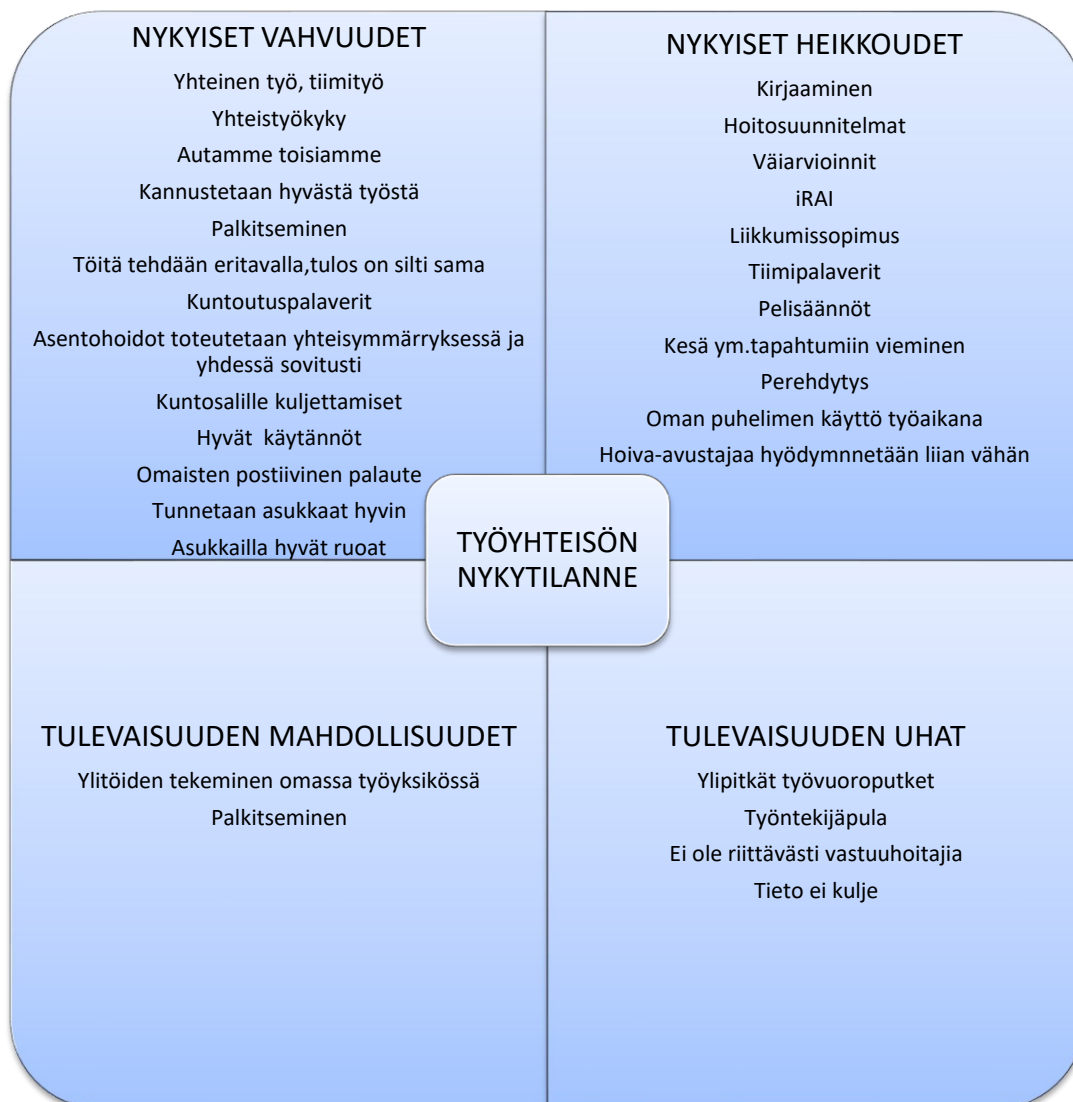 NYKYISET VAHVUUDET
Yhteinen työ, tiimityö
Yhteistyökyky
Autamme toisiamme
Kannustetaan hyvästä työstä
Palkitseminen
Töitä tehdään eritavalla,tulos on silti sama
Kuntoutuspalaverit
Asentohoidot toteutetaan yhteisymmärryksessä ja
yhdessä sovitusti
Kuntosalille kuljettamiset
Hyvät käytännöt
Omaisten postiivinen palaute
Tunnetaan asukkaat hyvin
Asukkailla hyvät ruoat
NYKYISET HEIKKOUDET
Kirjaaminen
Hoitosuunnitelmat
Väiarvioinnit
iRAI
Liikkumissopimus
Tiimipalaverit
Pelisäännöt
Kesä ym.tapahtumiin vieminen
Perehdytys
Oman puhelimen käyttö työaikana
Hoiva-avustajaa hyödymnnetään liian vähän
TYÖYHTEISÖN
NYKYTILANNE
TULEVAISUUDEN MAHDOLLISUUDET
Ylitöiden tekeminen omassa työyksikössä
Palkitseminen
TULEVAISUUDEN UHAT
Ylipitkät työvuoroputket
Työntekijäpula
Ei ole riittävästi vastuuhoitajia
Tieto ei kulje